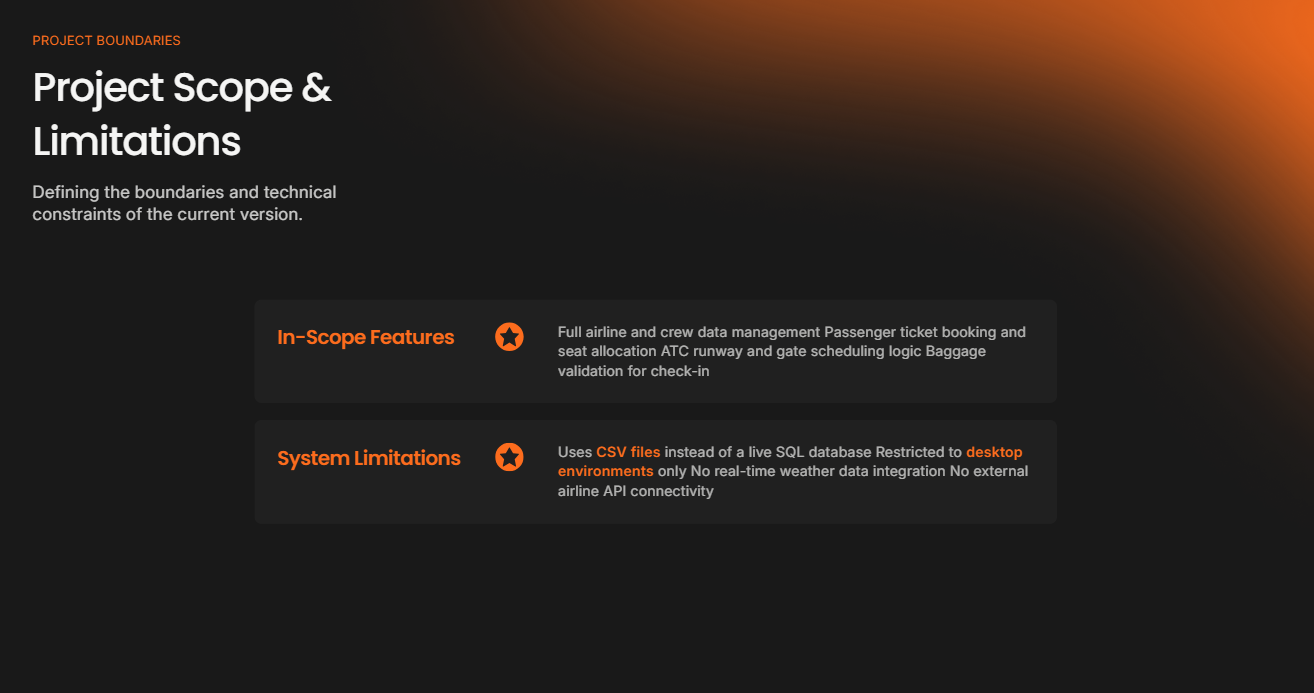 PROJECT BOUNDARIES
Project Scope &
Limitations
Defining the boundaries and technical
constraints of the current version.
In-Scope Features
Full airline and crew data management Passenger ticket booking and
seat allocation ATC runway and gate scheduling logic Baggage
validation for check-in
System Limitations
Uses CSV files instead of a live SQL database Restricted to desktop
environments only No real-time weather data integration No external
airline API connectivity